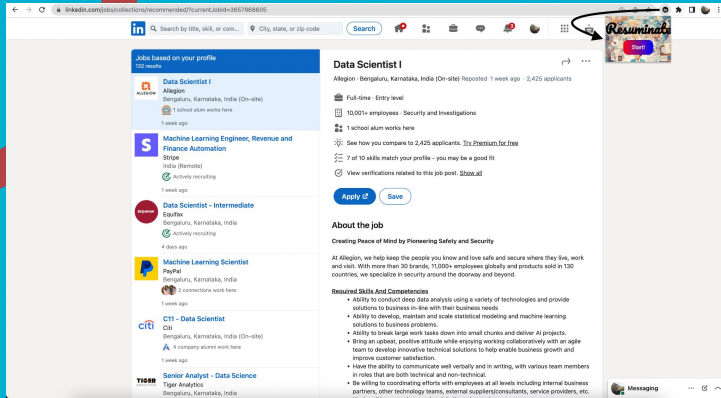 linkedin.com/jobs/collections/recommended/?currentJobId=3657868605
in
Search by title, skill, or com...
City, state, or zip code
Search
Resuminate
Start!
Jobs based on your profile
132 results
ALLEGION
Data Scientist I
Allegion
Bengaluru, Karnataka, India (On-site)
1 school alum works here
1 week ago
S
Machine Learning Engineer, Revenue and
Finance Automation
Stripe
India (Remote)
Actively recruiting
1 week ago
EQUIFAX
Data Scientist - Intermediate
Equifax
Bengaluru, Karnataka, India
Actively recruiting
4 days ago
Machine Learning Scientist
PayPal
Bengaluru, Karnataka, India
2 connections work here
1 week ago
citi
C11 - Data Scientist
Citi
Bengaluru, Karnataka, India (On-site)
4 company alumni work here
1 week ago
TIGER
Senior Analyst - Data Science
Tiger Analytics
Bengaluru, Karnataka, India
Data Scientist I
Allegion · Bengaluru, Karnataka, India (On-site) Reposted 1 week ago · 2,425 applicants
Full-time · Entry level
10,001+ employees · Security and Investigations
1 school alum works here
See how you compare to 2,425 applicants. Try Premium for free
7 of 10 skills match your profile - you may be a good fit
View verifications related to this job post. Show all
Apply
Save
About the job
Creating Peace of Mind by Pioneering Safety and Security
At Allegion, we help keep the people you know and love safe and secure where they live, work
and visit. With more than 30 brands, 11,000+ employees globally and products sold in 130
countries, we specialize in security around the doorway and beyond.
Required Skills And Competencies
• Ability to conduct deep data analysis using a variety of technologies and provide
solutions to business in-line with their business needs
• Ability to develop, maintain and scale statistical modeling and machine learning
solutions to business problems.
• Ability to break large work tasks down into small chunks and deliver AI projects.
• Bring an upbeat, positive attitude while enjoying working collaboratively with an agile
team to develop innovative technical solutions to help enable business growth and
improve customer satisfaction.
• Have the ability to communicate well verbally and in writing, with various team members
in roles that are both technical and non-technical.
• Be willing to coordinating efforts with employees at all levels including internal business
partners, other technology teams, external suppliers/consultants, service providers, etc.
Messaging